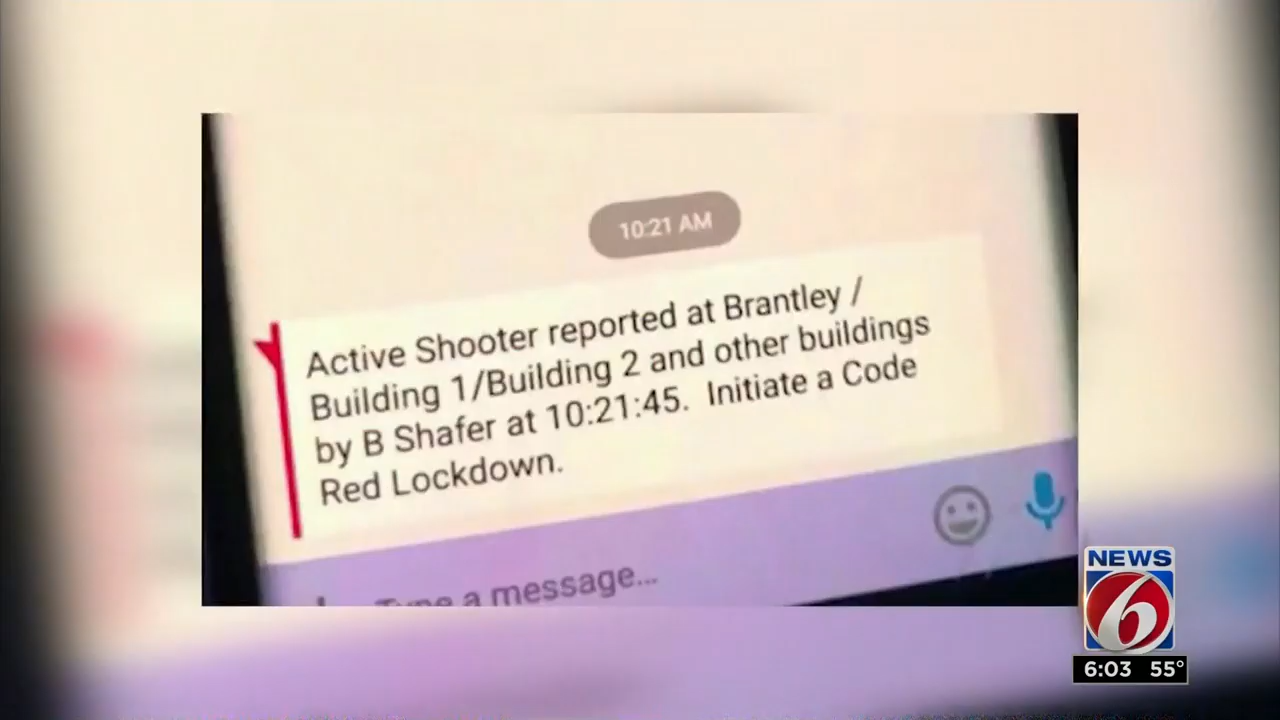 10:21 AM
Active Shooter reported at Brantley /
Building 1/Building 2 and other buildings
by B Shafer at 10:21:45. Initiate a Code
Red Lockdown.
Type a message...
NEWS
6
6:03 55°